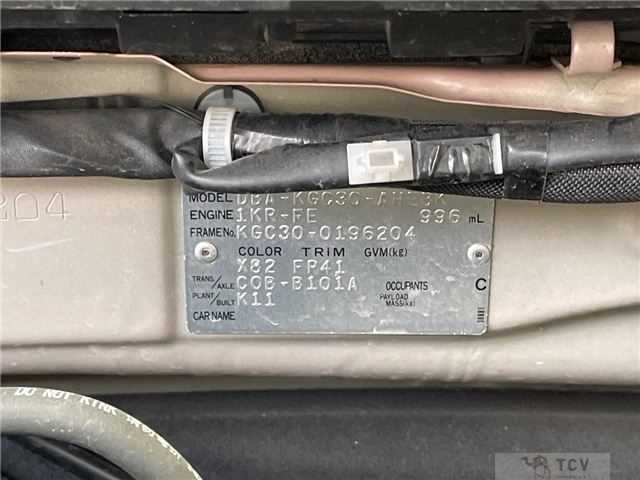 204
MODEL DBA-KGC30-
ENGINE 1KR-FE 996 mL
FRAME No. KGC30-0196204
COLOR TRIM GVM(kg)
X82 FP41
TRANS/AXLE C0B-B101A OCCUPANTS C
PLANT/BUILT K11 PAYLOAD MASS(kg)
CAR NAME
DO NOT KINK
TCV